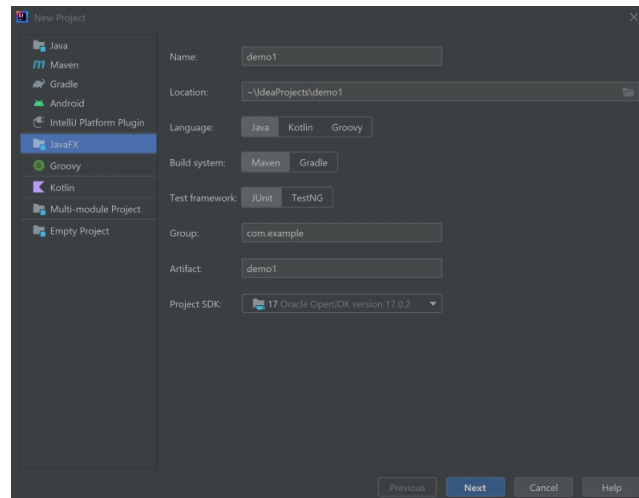 New Project
Java
Maven
Gradle
Android
IntelliJ Platform Plugin
JavaFX
Groovy
Kotlin
Multi-module Project
Empty Project
Name: demo1
Location: ~\IdeaProjects\demo1
Language: Java Kotlin Groovy
Build system: Maven Gradle
Test framework: JUnit TestNG
Group: com.example
Artifact: demo1
Project SDK: 17 Oracle OpenJDK version 17.0.2
Previous Next Cancel Help